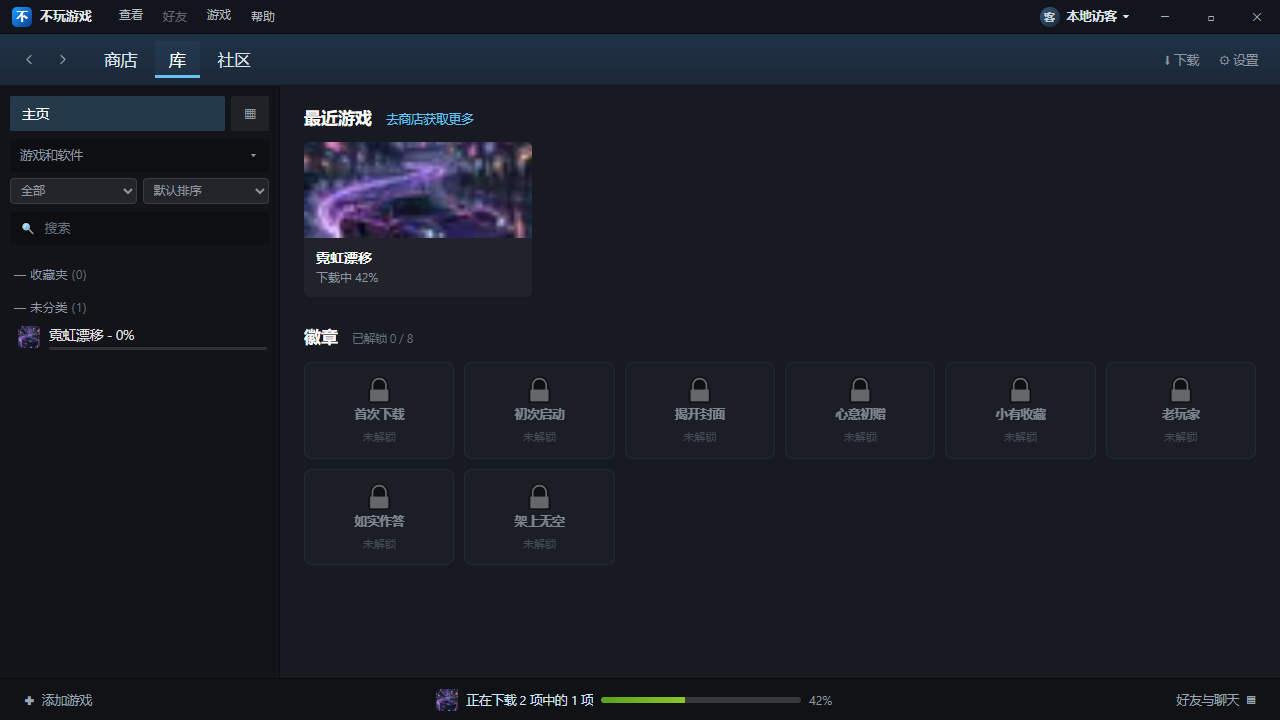 不 不玩游戏 查看 好友 游戏 帮助 客 本地访客
商店 库 社区 下载 设置
主页
游戏和软件
全部 默认排序
搜索
— 收藏夹 (0)
— 未分类 (1)
霓虹漂移 - 0%
最近游戏 去商店获取更多
霓虹漂移
下载中 42%
徽章 已解锁 0 / 8
首次下载 初次启动 揭开封面 心意初赠 小有收藏 老玩家
未解锁 未解锁 未解锁 未解锁 未解锁 未解锁
如实作答 架上无空
未解锁 未解锁
添加游戏 正在下载 2 项中的 1 项 42% 好友与聊天